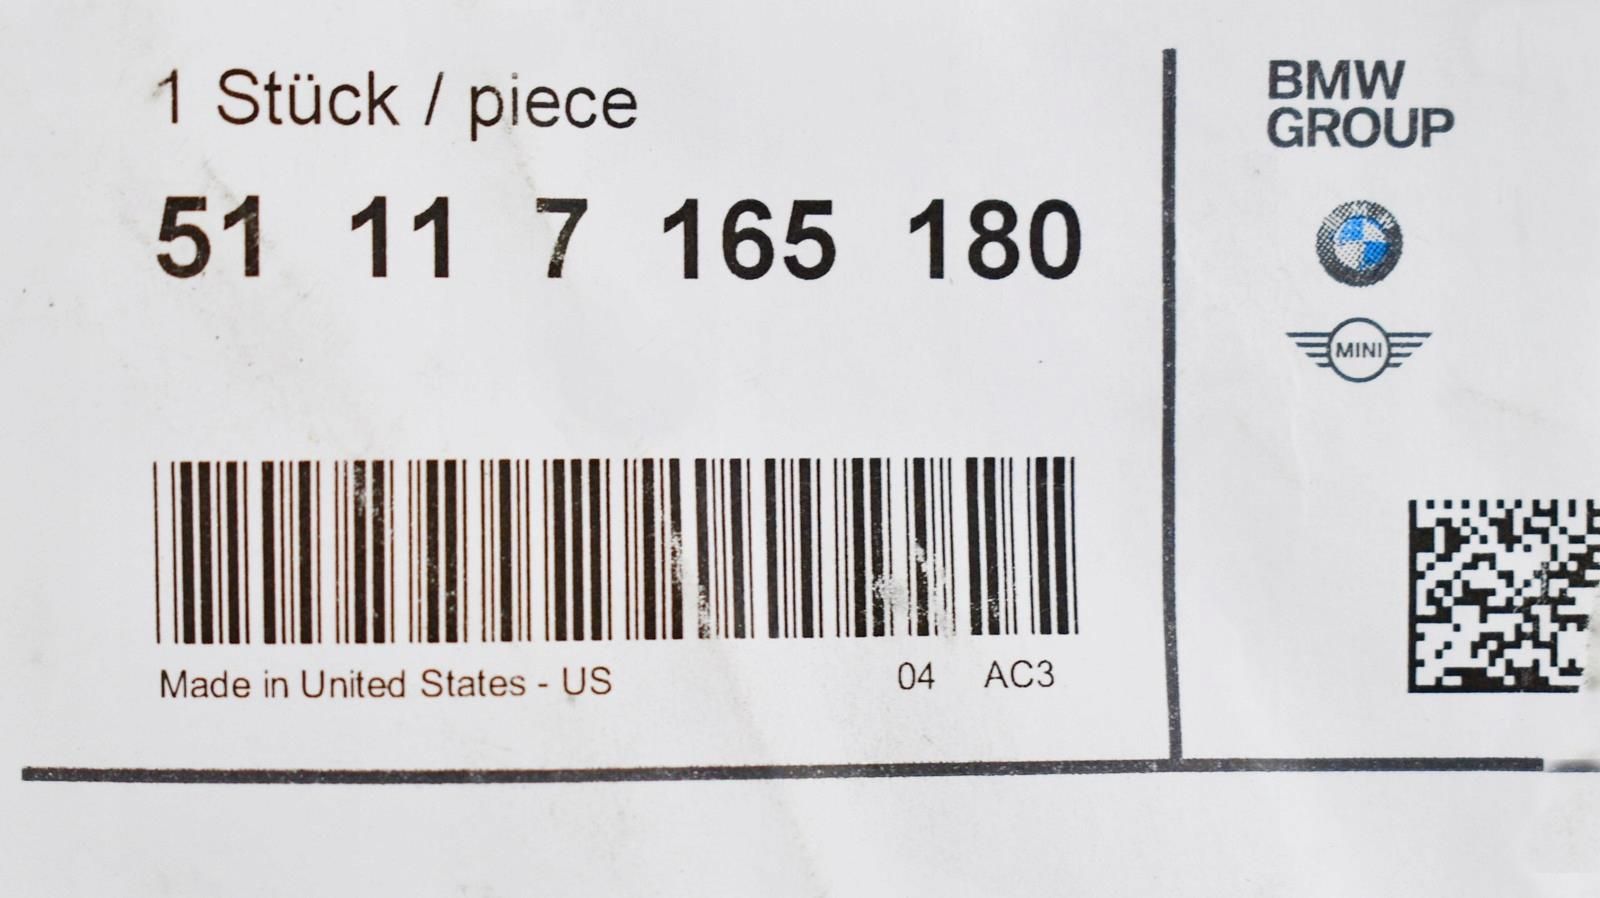 1 Stück / piece
51 11 7 165 180
Made in United States - US 04 AC3
BMW
GROUP
MINI